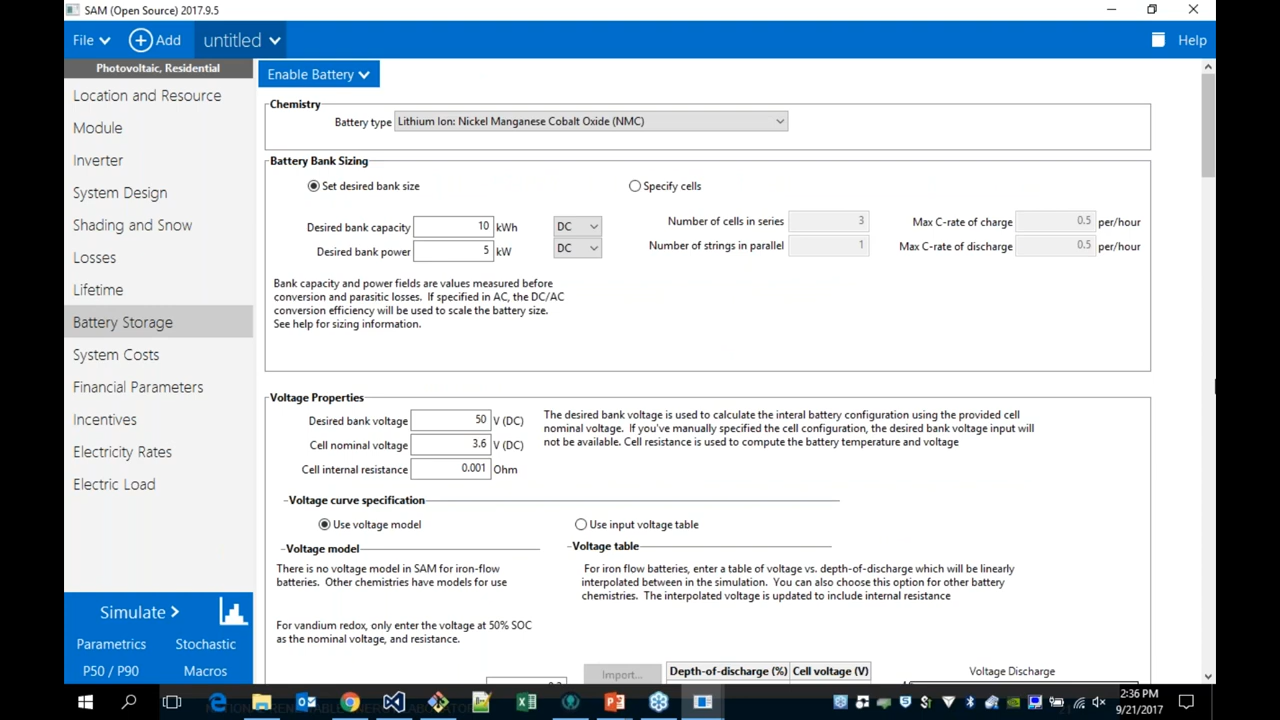 SAM (Open Source) 2017.9.5
File
Add
untitled
Help
Photovoltaic, Residential
Location and Resource
Module
Inverter
System Design
Shading and Snow
Losses
Lifetime
Battery Storage
System Costs
Financial Parameters
Incentives
Electricity Rates
Electric Load
Simulate >
Parametrics
Stochastic
P50 / P90
Macros
Enable Battery
Chemistry
Battery type
Lithium Ion: Nickel Manganese Cobalt Oxide (NMC)
Battery Bank Sizing
Set desired bank size
Specify cells
Desired bank capacity 10 kWh DC
Desired bank power 5 kW DC
Number of cells in series 3
Number of strings in parallel 1
Max C-rate of charge 0.5 per/hour
Max C-rate of discharge 0.5 per/hour
Bank capacity and power fields are values measured before
conversion and parasitic losses. If specified in AC, the DC/AC
conversion efficiency will be used to scale the battery size.
See help for sizing information.
Voltage Properties
Desired bank voltage 50 V (DC)
Cell nominal voltage 3.6 V (DC)
Cell internal resistance 0.001 Ohm
The desired bank voltage is used to calculate the interal battery configuration using the provided cell
nominal voltage. If you've manually specified the cell configuration, the desired bank voltage input will
not be available. Cell resistance is used to compute the battery temperature and voltage
Voltage curve specification
Use voltage model
Use input voltage table
Voltage model
There is no voltage model in SAM for iron-flow
batteries. Other chemistries have models for use
For vandium redox, only enter the voltage at 50% SOC
as the nominal voltage, and resistance.
Voltage table
For iron flow batteries, enter a table of voltage vs. depth-of-discharge which will be linearly
interpolated between in the simulation. You can also choose this option for other battery
chemistries. The interpolated voltage is updated to include internal resistance
Import...
Depth-of-discharge (%) Cell voltage (V)
Voltage Discharge
2:36 PM
9/21/2017